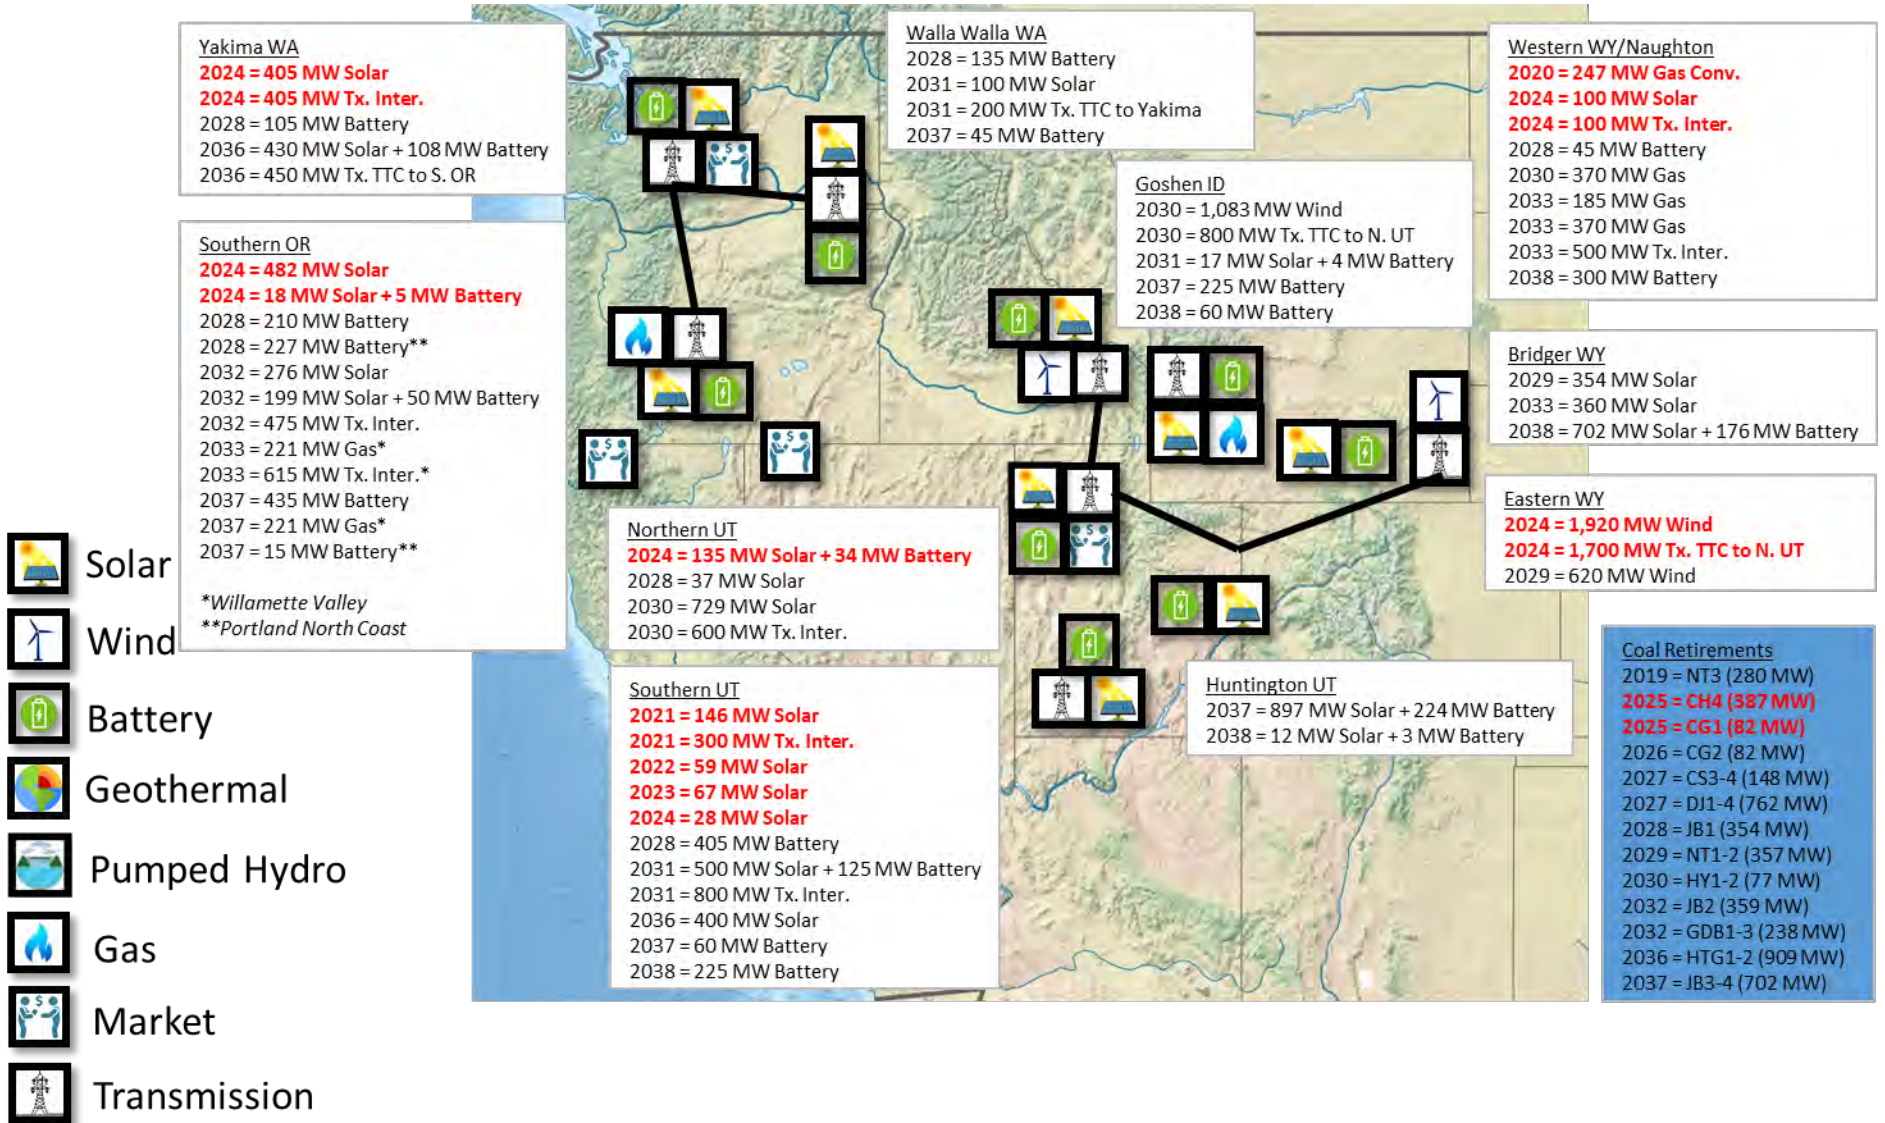 Yakima WA
2024 = 405 MW Solar
2024 = 405 MW Tx. Inter.
2028 = 105 MW Battery
2036 = 430 MW Solar + 108 MW Battery
2036 = 450 MW Tx. TTC to S. OR
Walla Walla WA
2028 = 135 MW Battery
2031 = 100 MW Solar
2031 = 200 MW Tx. TTC to Yakima
2037 = 45 MW Battery
Western WY/Naughton
2020 = 247 MW Gas Conv.
2024 = 100 MW Solar
2024 = 100 MW Tx. Inter.
2028 = 45 MW Battery
2030 = 370 MW Gas
2033 = 185 MW Gas
2033 = 370 MW Gas
2033 = 500 MW Tx. Inter.
2038 = 300 MW Battery
Goshen ID
2030 = 1,083 MW Wind
2030 = 800 MW Tx. TTC to N. UT
2031 = 17 MW Solar + 4 MW Battery
2037 = 225 MW Battery
2038 = 60 MW Battery
Southern OR
2024 = 482 MW Solar
2024 = 18 MW Solar + 5 MW Battery
2028 = 210 MW Battery
2028 = 227 MW Battery**
2032 = 276 MW Solar
2032 = 199 MW Solar + 50 MW Battery
2032 = 475 MW Tx. Inter.
2033 = 221 MW Gas*
2033 = 615 MW Tx. Inter.*
2037 = 435 MW Battery
2037 = 221 MW Gas*
2037 = 15 MW Battery**
*Willamette Valley
**Portland North Coast
Bridger WY
2029 = 354 MW Solar
2033 = 360 MW Solar
2038 = 702 MW Solar + 176 MW Battery
Eastern WY
2024 = 1,920 MW Wind
2024 = 1,700 MW Tx. TTC to N. UT
2029 = 620 MW Wind
Northern UT
2024 = 135 MW Solar + 34 MW Battery
2028 = 37 MW Solar
2030 = 729 MW Solar
2030 = 600 MW Tx. Inter.
Southern UT
2021 = 146 MW Solar
2021 = 300 MW Tx. Inter.
2022 = 59 MW Solar
2023 = 67 MW Solar
2024 = 28 MW Solar
2028 = 405 MW Battery
2031 = 500 MW Solar + 125 MW Battery
2031 = 800 MW Tx. Inter.
2036 = 400 MW Solar
2037 = 60 MW Battery
2038 = 225 MW Battery
Huntington UT
2037 = 897 MW Solar + 224 MW Battery
2038 = 12 MW Solar + 3 MW Battery
Coal Retirements
2019 = NT3 (280 MW)
2025 = CH4 (387 MW)
2025 = CG1 (82 MW)
2026 = CG2 (82 MW)
2027 = CS3-4 (148 MW)
2027 = DJ1-4 (762 MW)
2028 = JB1 (354 MW)
2029 = NT1-2 (357 MW)
2030 = HY1-2 (77 MW)
2032 = JB2 (359 MW)
2032 = GDB1-3 (238 MW)
2036 = HTG1-2 (909 MW)
2037 = JB3-4 (702 MW)
Solar
Wind
Battery
Geothermal
Pumped Hydro
Gas
Market
Transmission